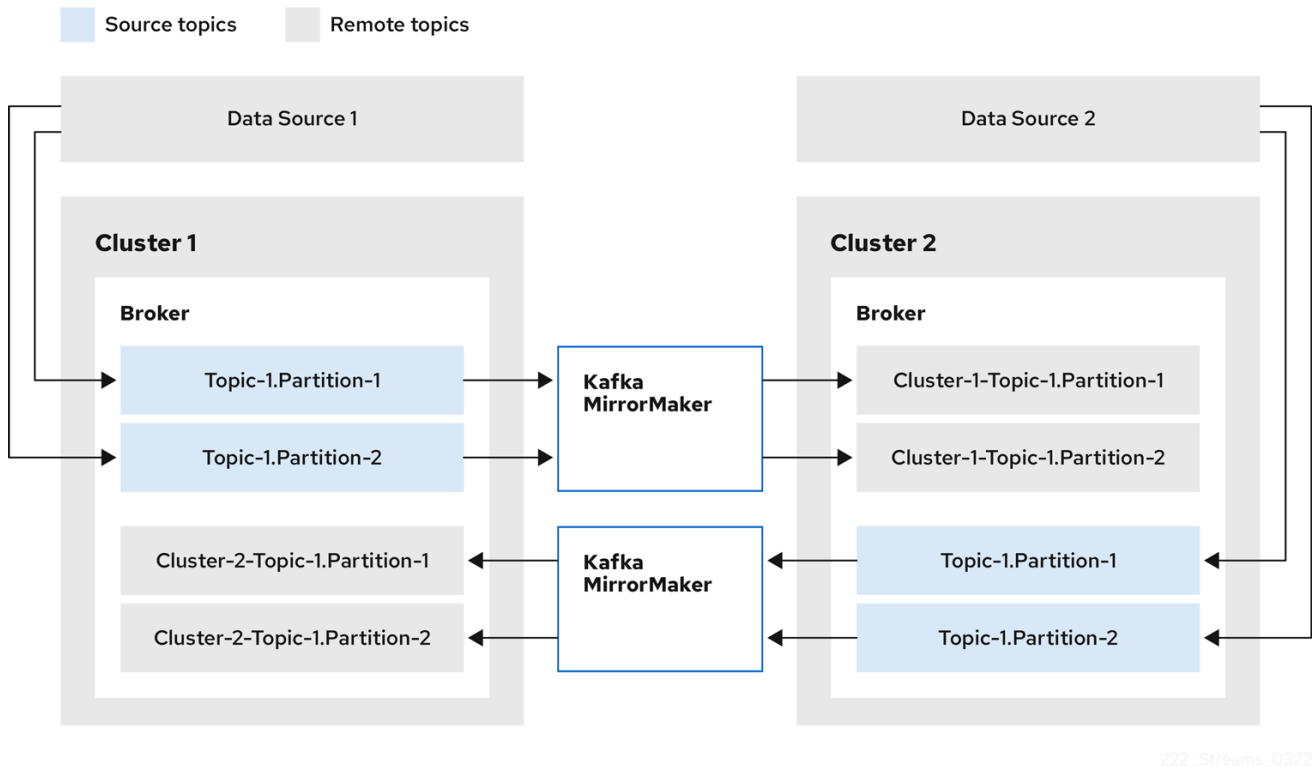 Source topics
Remote topics
Data Source 1
Data Source 2
Cluster 1
Broker
Topic-1.Partition-1
Topic-1.Partition-2
Cluster-2-Topic-1.Partition-1
Cluster-2-Topic-1.Partition-2
Kafka
MirrorMaker
Kafka
MirrorMaker
Cluster 2
Broker
Cluster-1-Topic-1.Partition-1
Cluster-1-Topic-1.Partition-2
Topic-1.Partition-1
Topic-1.Partition-2
222_Streams_0322